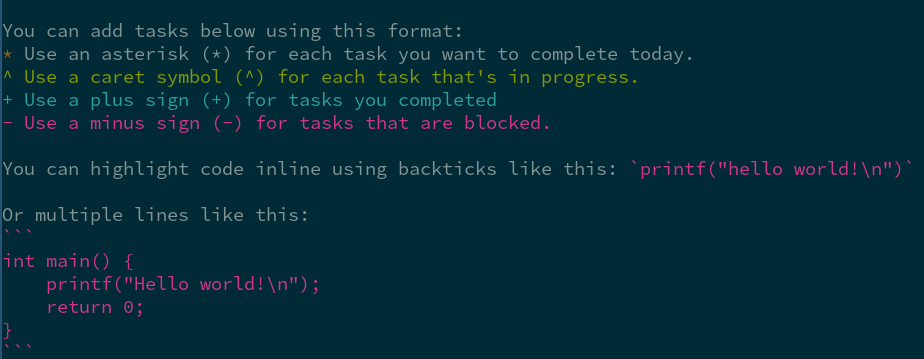 You can add tasks below using this format:
* Use an asterisk (*) for each task you want to complete today.
^ Use a caret symbol (^) for each task that's in progress.
+ Use a plus sign (+) for tasks you completed
- Use a minus sign (-) for tasks that are blocked.

You can highlight code inline using backticks like this: `printf("hello world!\n")`

Or multiple lines like this:
```
int main() {
    printf("Hello world!\n");
    return 0;
}
```